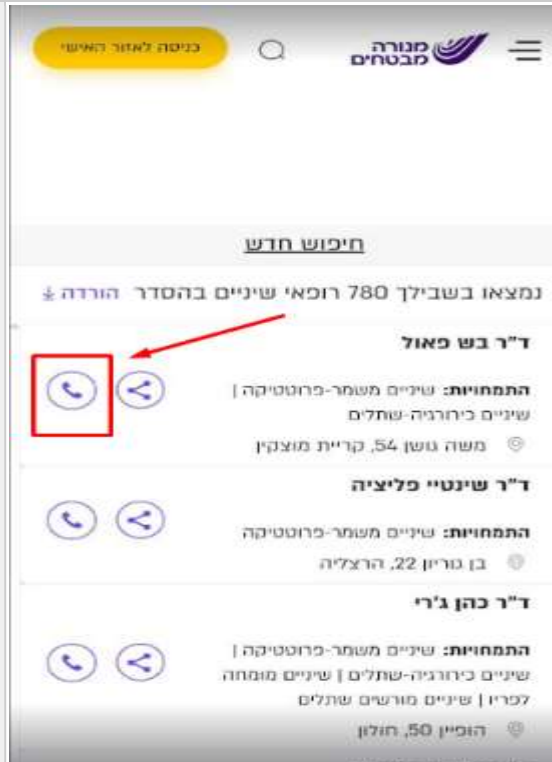 מנורה
מבטחים
כניסה לאזור האישי
חיפוש חדש
נמצאו בשבילך 780 רופאי שיניים בהסדר הורדה
ד"ר בש פאול
התמחויות: שיניים משמר-פרוטטיקה |
שיניים כירורגיה-שתלים
משה גושן 54, קריית מוצקין
ד"ר שינטיי פליציה
התמחויות: שיניים משמר-פרוטטיקה
בן גוריון 22, הרצליה
ד"ר כהן ג'רי
התמחויות: שיניים משמר-פרוטטיקה |
שיניים כירורגיה-שתלים | שיניים מומחה
לפריו | שיניים מורשים שתלים
הופיין 50, חולון